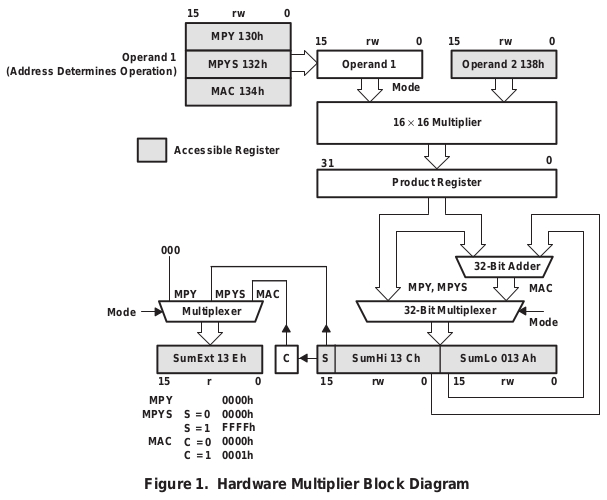 15 rw 0
MPY 130h
Operand 1
(Address Determines Operation)
MPYS 132h
MAC 134h
15 rw 0
Operand 1
15 rw 0
Operand 2 138h
Mode
16 × 16 Multiplier
Accessible Register
31 0
Product Register
000
32-Bit Adder
MPY MPYS MAC
MPY, MPYS MAC
Mode
Multiplexer
32-Bit Multiplexer
Mode
SumExt 13 Eh
C
S
SumHi 13 Ch
SumLo 013 Ah
15 r 0
15 rw 0
15 rw 0
MPY 0000h
MPYS S = 0 0000h
S = 1 FFFFh
MAC C = 0 0000h
C = 1 0001h
Figure 1. Hardware Multiplier Block Diagram